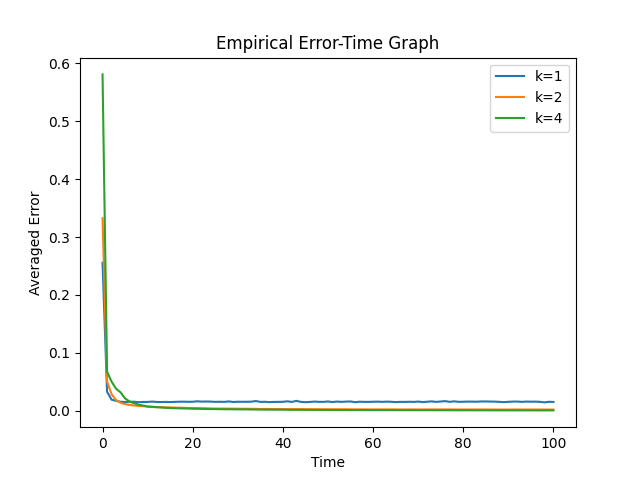 Empirical Error-Time Graph
k=1
k=2
k=4
Averaged Error
0.6
0.5
0.4
0.3
0.2
0.1
0.0
0 20 40 60 80 100
Time